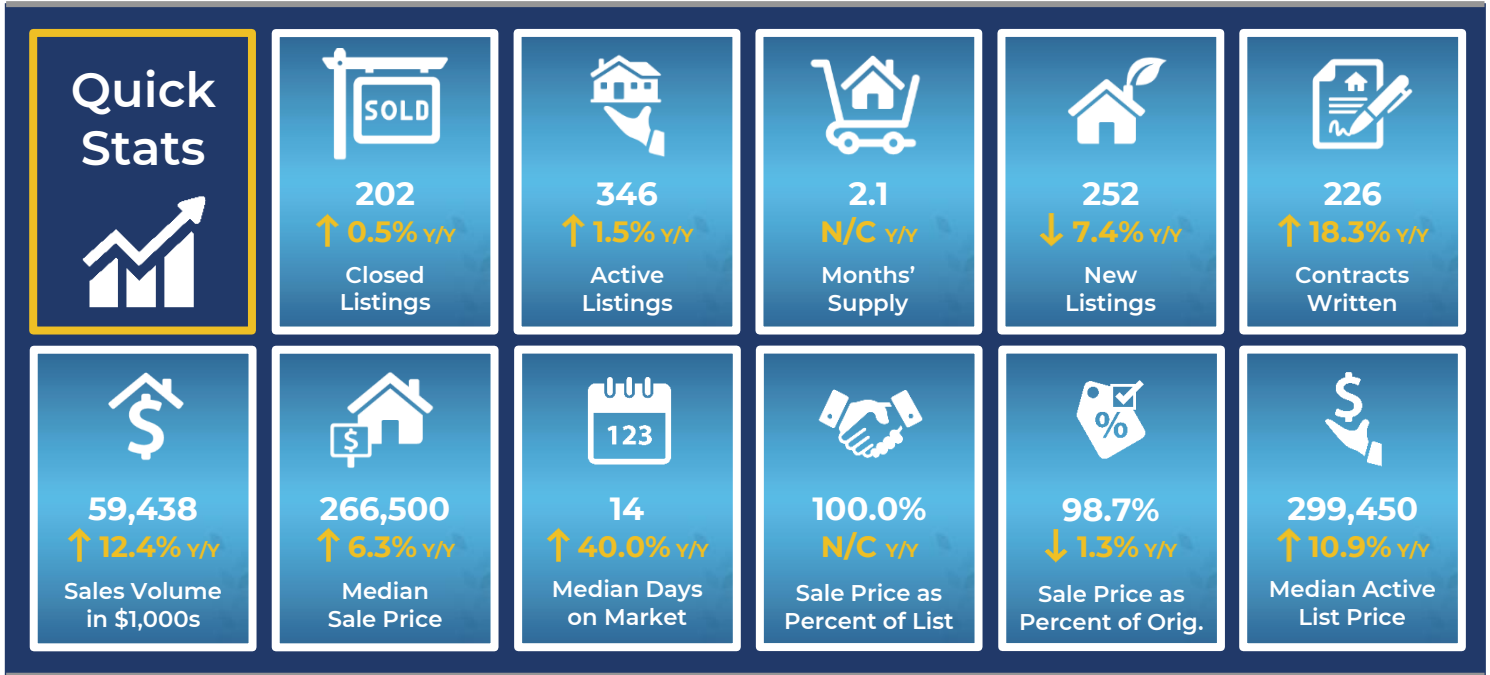 Quick
Stats
SOLD
202
↑ 0.5% Y/Y
Closed
Listings
346
↑ 1.5% Y/Y
Active
Listings
2.1
N/C Y/Y
Months’
Supply
252
↓ 7.4% Y/Y
New
Listings
226
↑ 18.3% Y/Y
Contracts
Written
$
59,438
↑ 12.4% Y/Y
Sales Volume
in $1,000s
$
266,500
↑ 6.3% Y/Y
Median
Sale Price
123
14
↑ 40.0% Y/Y
Median Days
on Market
100.0%
N/C Y/Y
Sale Price as
Percent of List
%
98.7%
↓ 1.3% Y/Y
Sale Price as
Percent of Orig.
$
299,450
↑ 10.9% Y/Y
Median Active
List Price